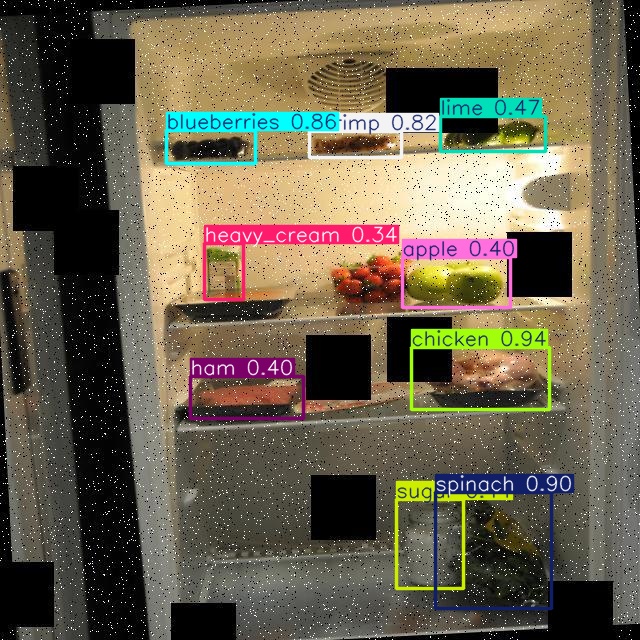 blueberries 0.86
imp 0.82
lime 0.47
heavy_cream 0.34
apple 0.40
chicken 0.94
ham 0.40
spinach 0.90